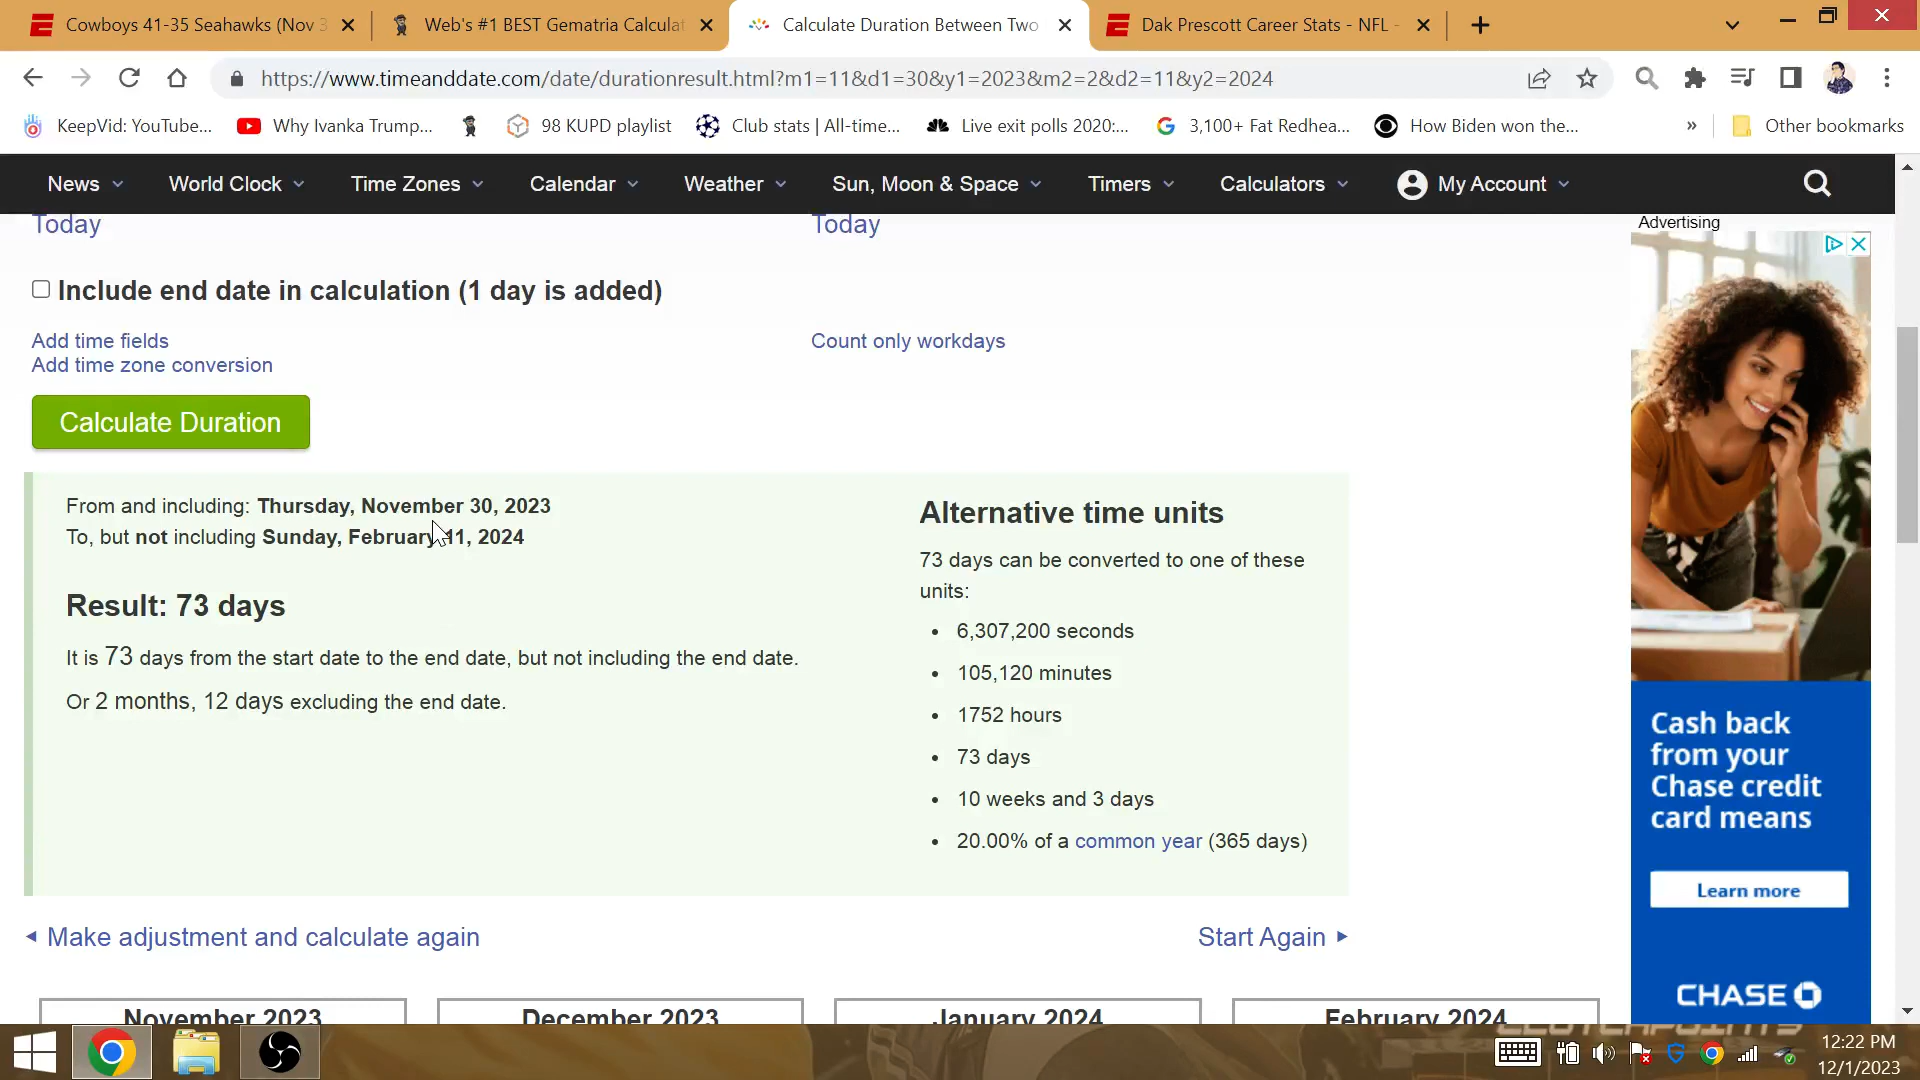 Cowboys 41-35 Seahawks (Nov 3
Web's #1 BEST Gematria Calculat
Calculate Duration Between Two
Dak Prescott Career Stats - NFL -
https://www.timeanddate.com/date/durationresult.html?m1=11&d1=30&y1=2023&m2=2&d2=11&y2=2024
KeepVid: YouTube...
Why Ivanka Trump...
98 KUPD playlist
Club stats | All-time...
Live exit polls 2020:...
3,100+ Fat Redhea...
How Biden won the...
»
Other bookmarks
News
World Clock
Time Zones
Calendar
Weather
Sun, Moon & Space
Timers
Calculators
My Account
Today
Today
Advertising
Include end date in calculation (1 day is added)
Add time fields
Count only workdays
Add time zone conversion
Calculate Duration
From and including: Thursday, November 30, 2023
To, but not including Sunday, February 11, 2024
Result: 73 days
It is 73 days from the start date to the end date, but not including the end date.
Or 2 months, 12 days excluding the end date.
Alternative time units
73 days can be converted to one of these
units:
• 6,307,200 seconds
• 105,120 minutes
• 1752 hours
• 73 days
• 10 weeks and 3 days
• 20.00% of a common year (365 days)
Cash back
from your
Chase credit
card means
Learn more
CHASE
Make adjustment and calculate again
Start Again
November 2023
December 2023
January 2024
February 2024
CLUTCHPOINTS
12:22 PM
12/1/2023